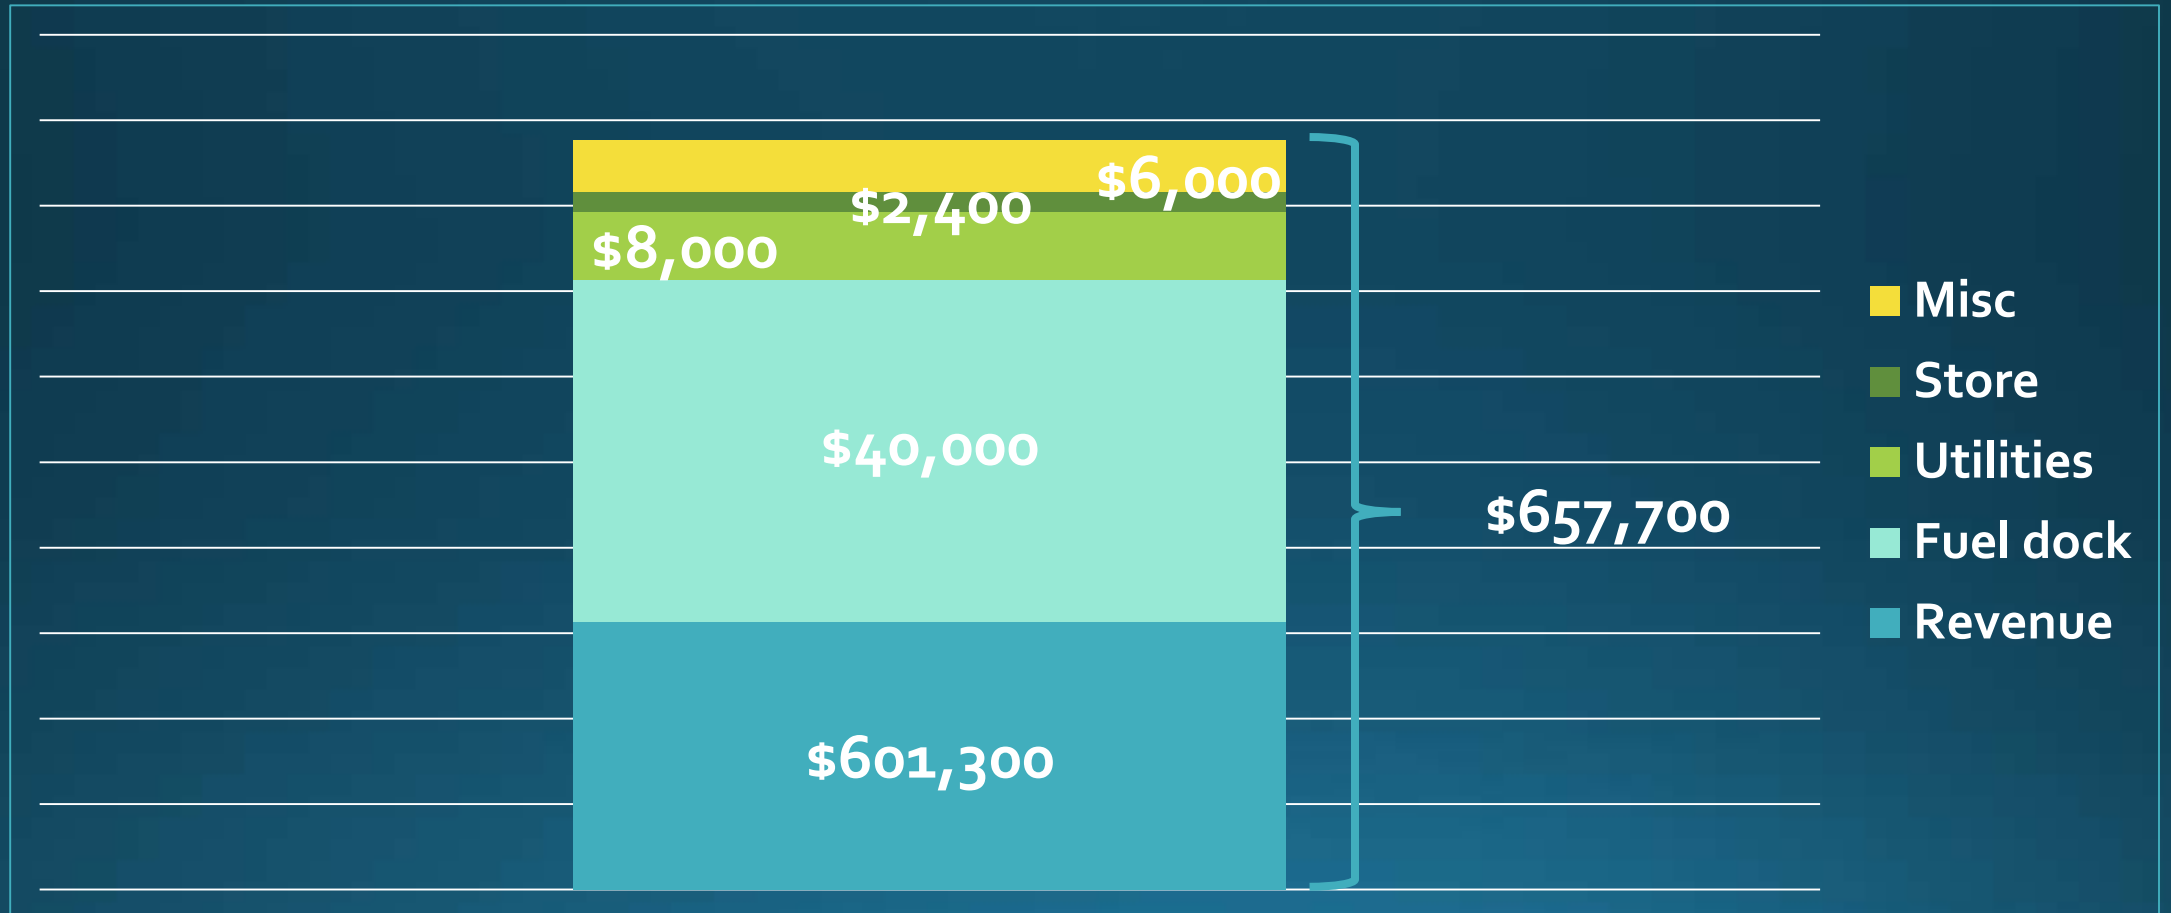 $6,000
$2,400
$8,000
$40,000
$601,300
$657,700
Misc
Store
Utilities
Fuel dock
Revenue